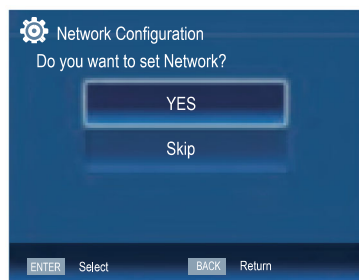 Network Configuration
Do you want to set Network?
YES
Skip
ENTER Select BACK Return